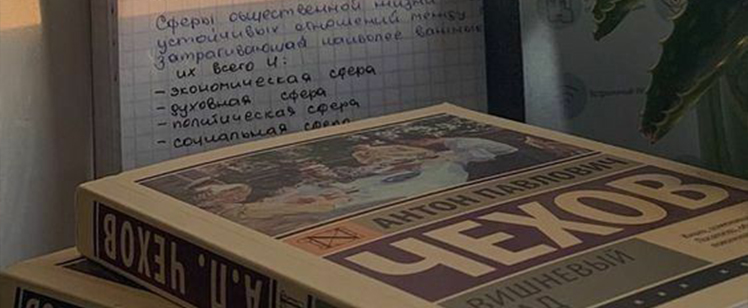 Сферы общественной жизни
устойчивых отношений между
Затрагивающая наиболее важные
их всего 4:
- экономическая сфера
- духовная сфера
- политическая сфера
- социальная сфера
АНТОН ПАВЛОВИЧ
ЧЕХОВ
ВИШНЕВЫЙ
САД
А.П. ЧЕХОВ